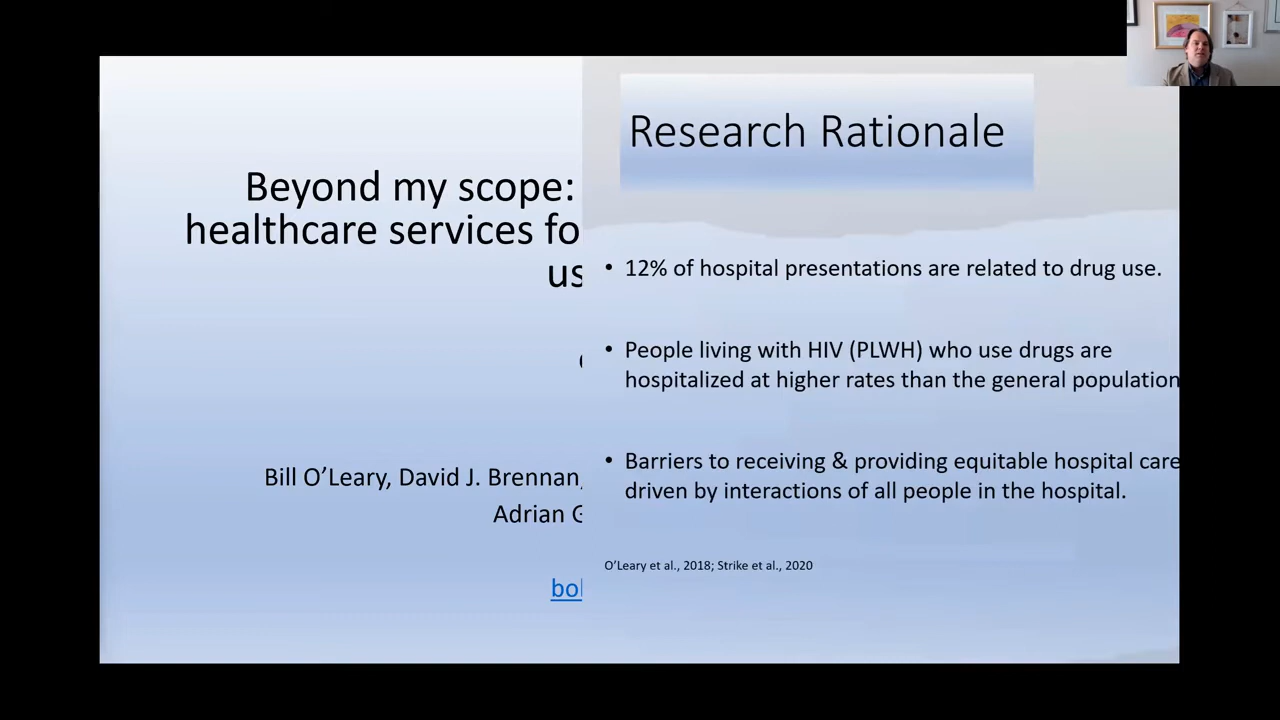 Beyond my scope:
healthcare services fo
us
Bill O’Leary, David J. Brennan,
Adrian G
bol
Research Rationale
• 12% of hospital presentations are related to drug use.
• People living with HIV (PLWH) who use drugs are
hospitalized at higher rates than the general population
• Barriers to receiving & providing equitable hospital care
driven by interactions of all people in the hospital.
O’Leary et al., 2018; Strike et al., 2020